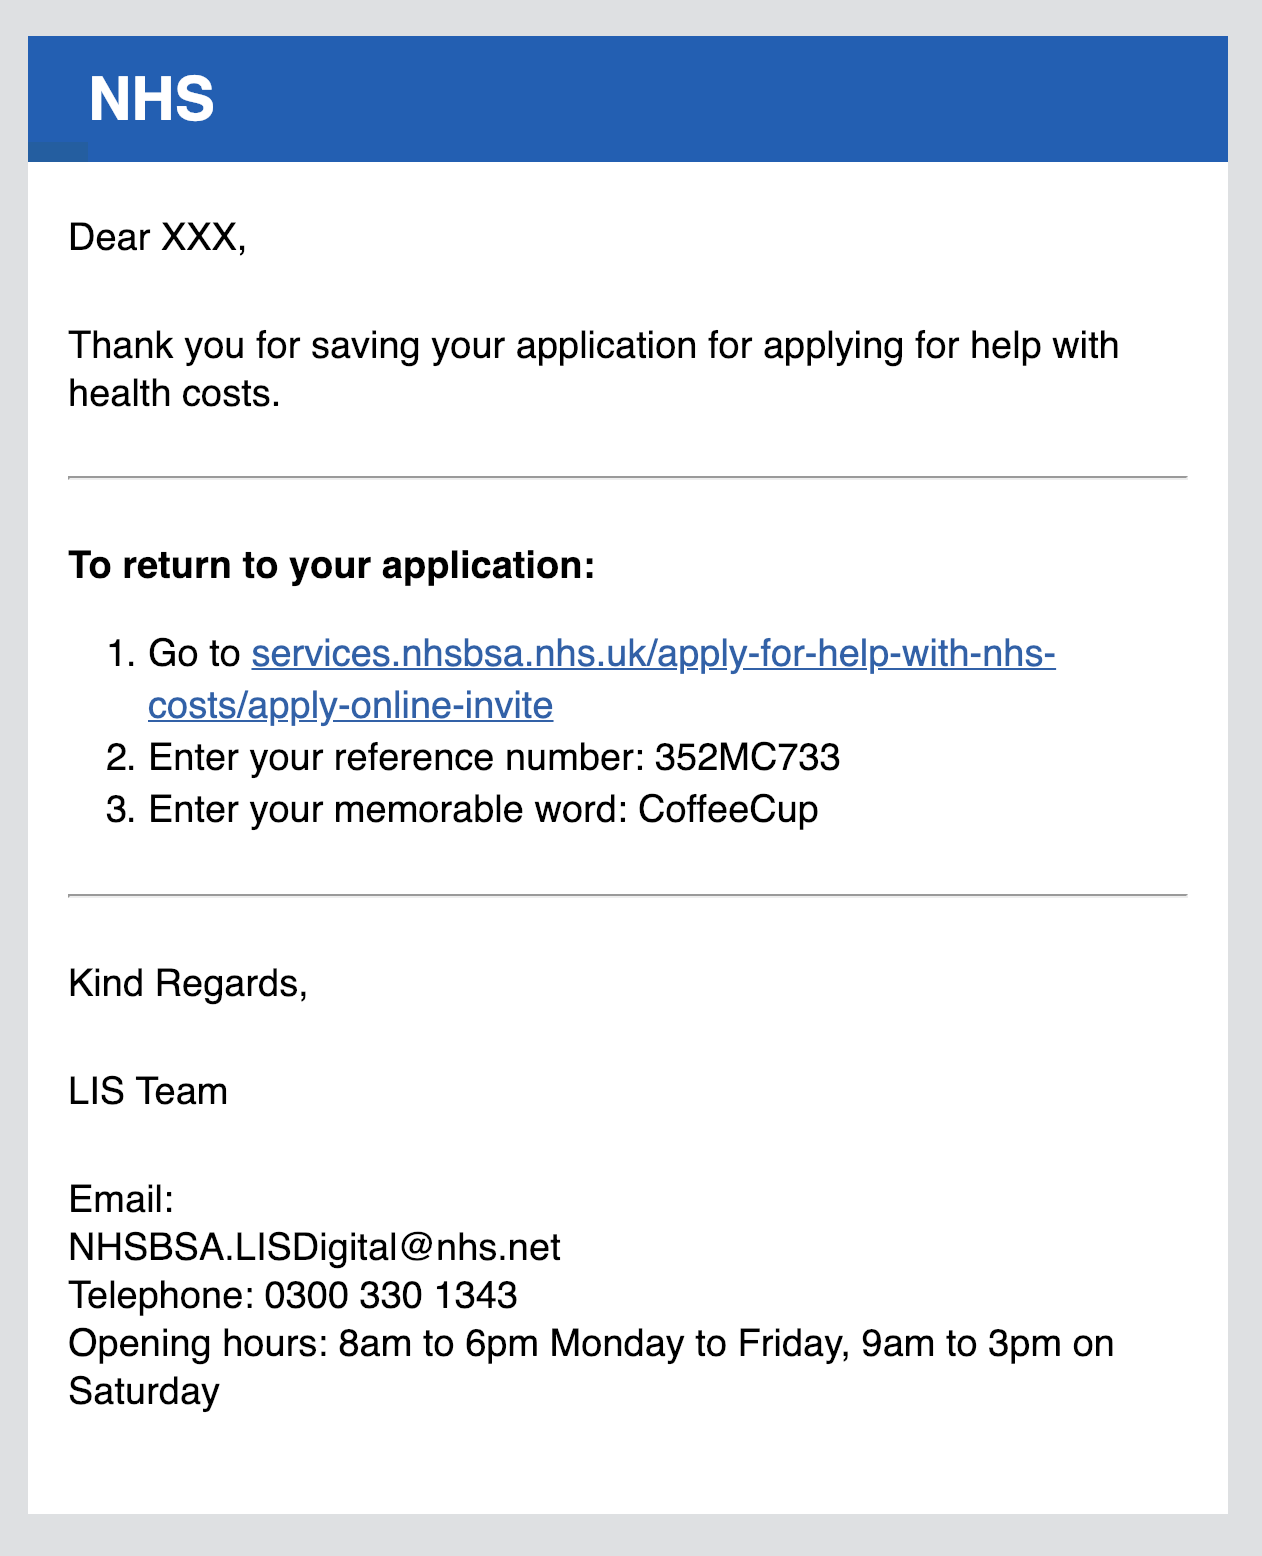 NHS
Dear XXX,
Thank you for saving your application for applying for help with
health costs.
To return to your application:
1. Go to services.nhsbsa.nhs.uk/apply-for-help-with-nhs-
costs/apply-online-invite
2. Enter your reference number: 352MC733
3. Enter your memorable word: CoffeeCup
Kind Regards,
LIS Team
Email:
NHSBSA.LISDigital@nhs.net
Telephone: 0300 330 1343
Opening hours: 8am to 6pm Monday to Friday, 9am to 3pm on
Saturday